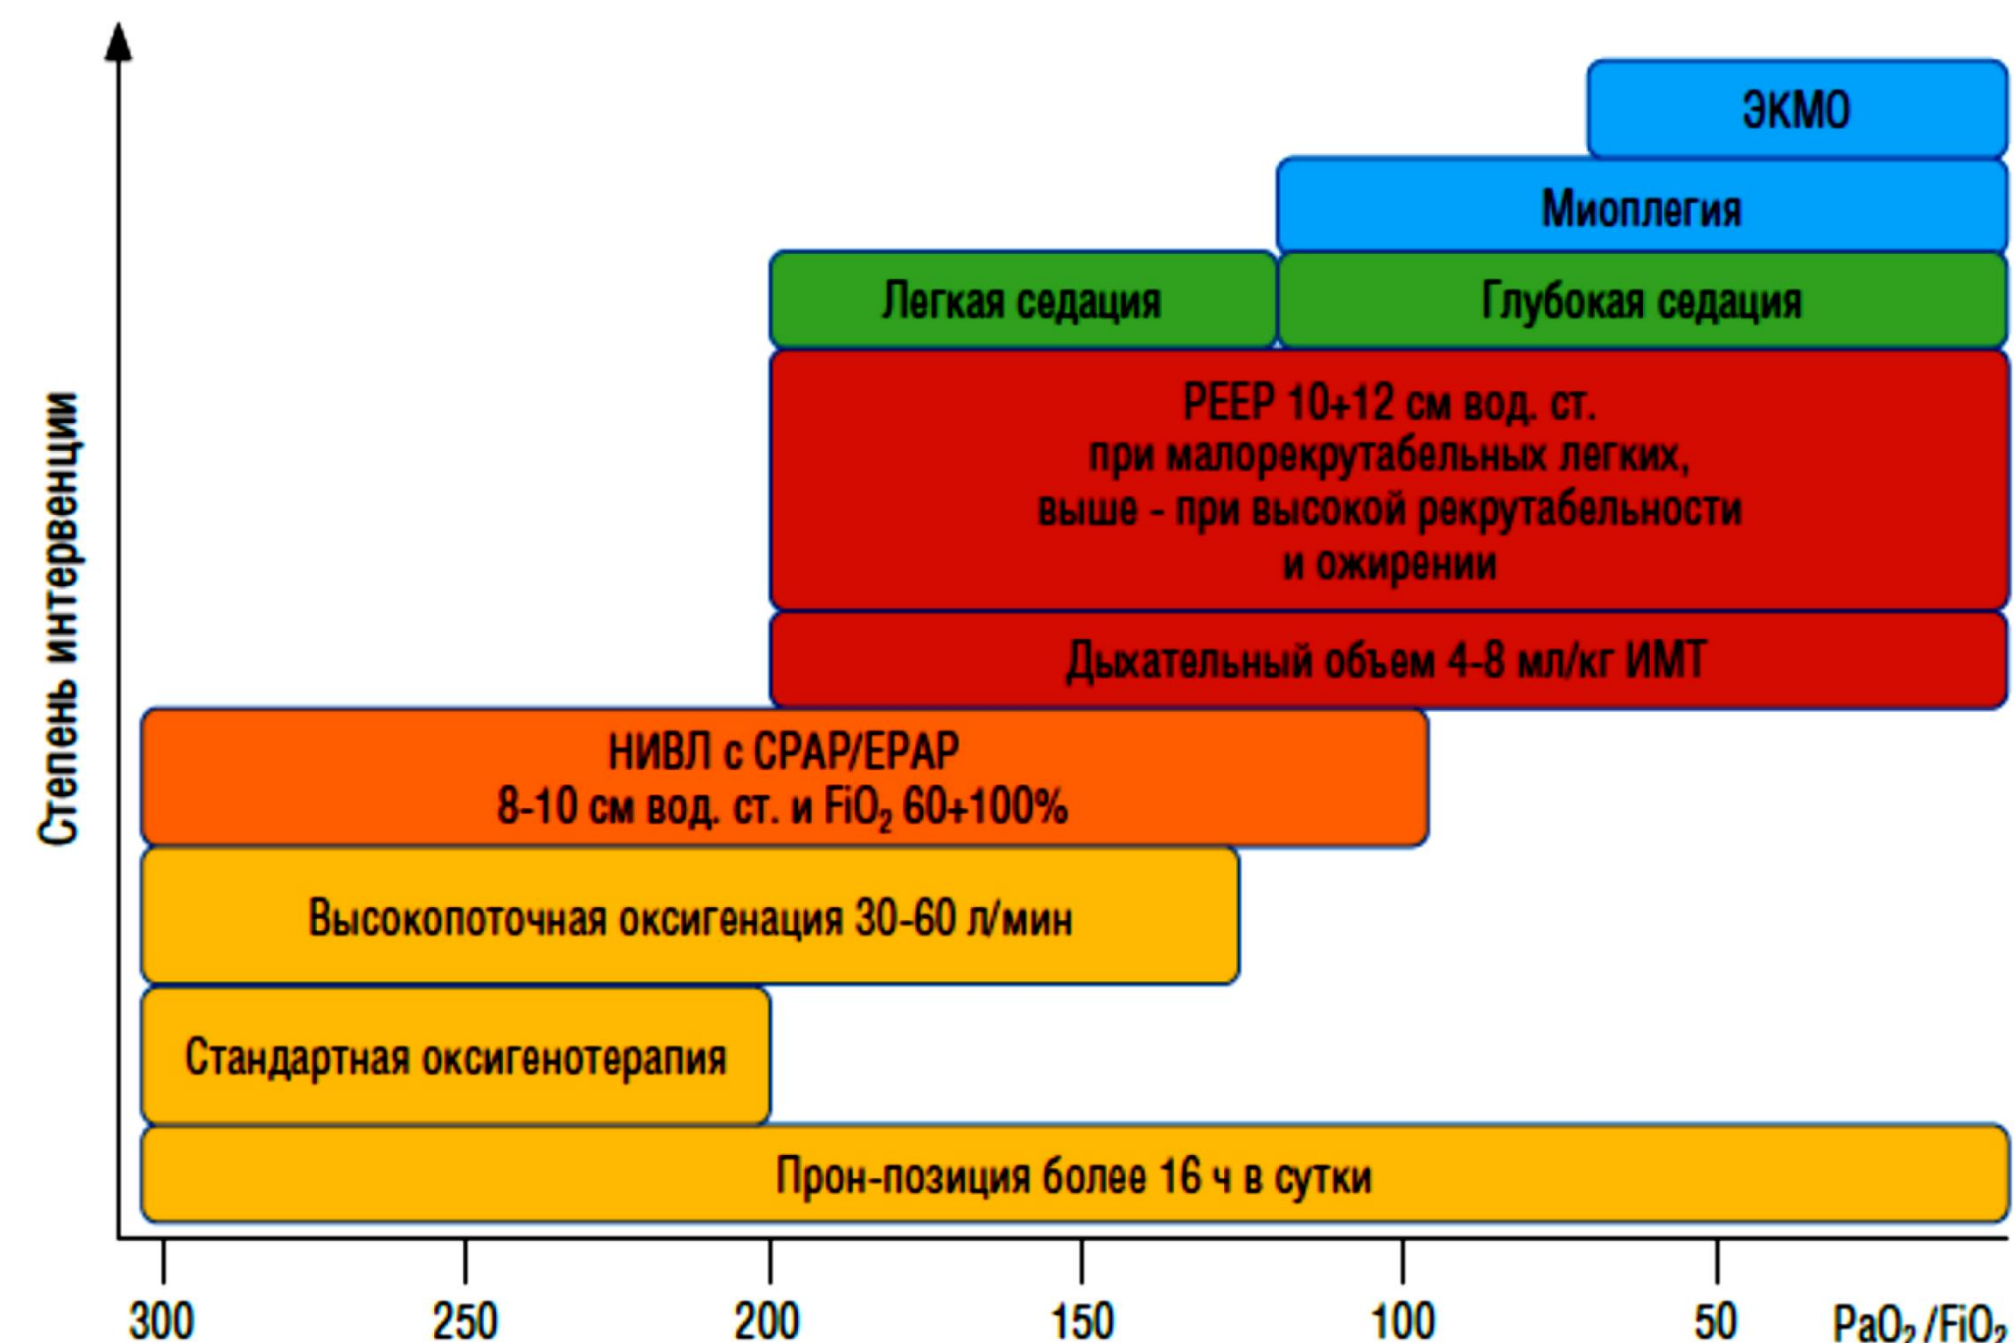 Степень интервенции
ЭКМО
Миоплегия
Легкая седация
Глубокая седация
PEEP 10+12 см вод. ст.
при малорекрутабельных легких,
выше - при высокой рекрутабельности
и ожирении
Дыхательный объем 4-8 мл/кг ИМТ
НИВЛ с CPAP/EPAP
8-10 см вод. ст. и FiO₂ 60+100%
Высокопоточная оксигенация 30-60 л/мин
Стандартная оксигенотерапия
Прон-позиция более 16 ч в сутки
300 250 200 150 100 50 PaO₂/FiO₂